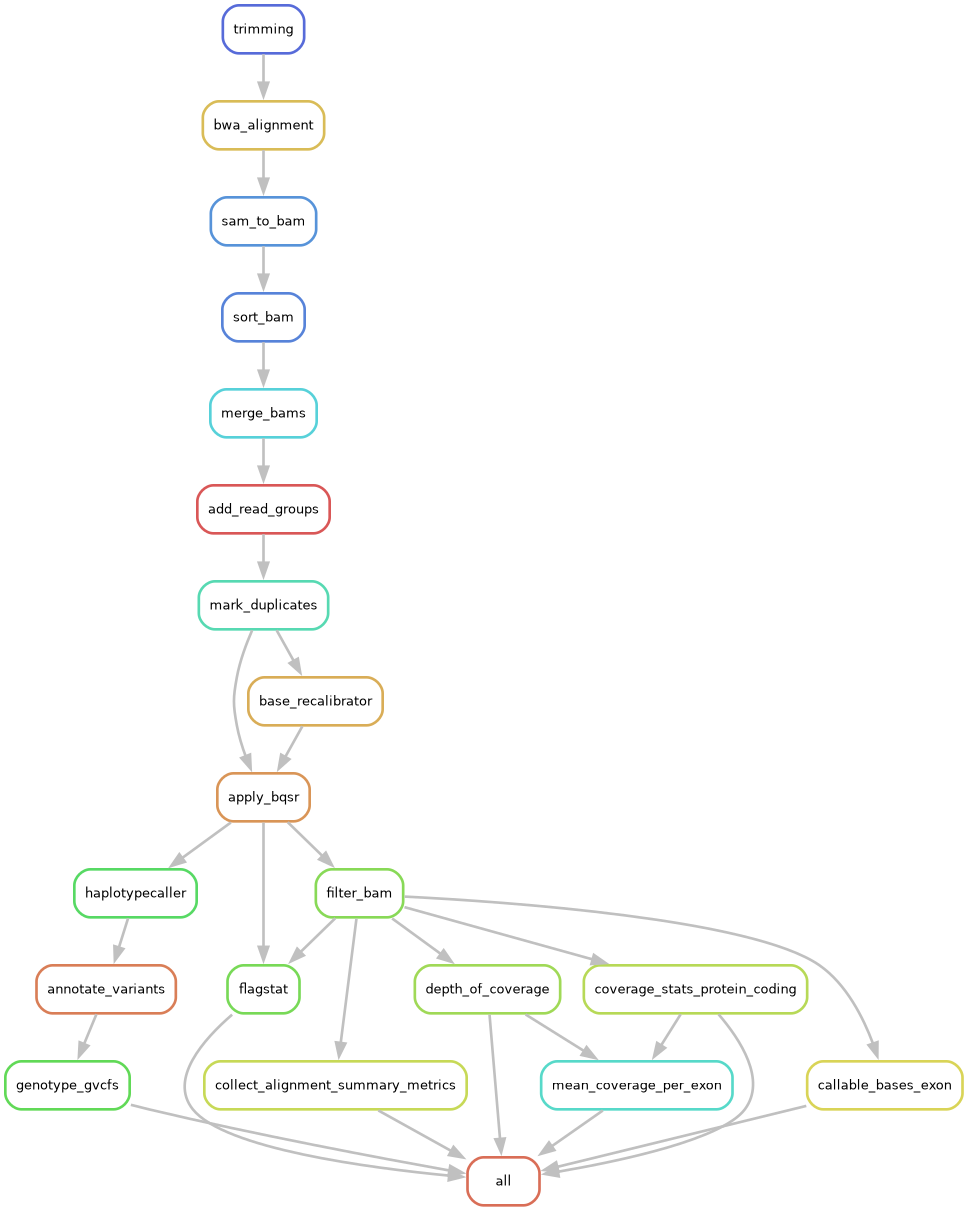 trimming
bwa_alignment
sam_to_bam
sort_bam
merge_bams
add_read_groups
mark_duplicates
base_recalibrator
apply_bqsr
haplotypecaller
filter_bam
annotate_variants
flagstat
depth_of_coverage
coverage_stats_protein_coding
genotype_gvcfs
collect_alignment_summary_metrics
mean_coverage_per_exon
callable_bases_exon
all